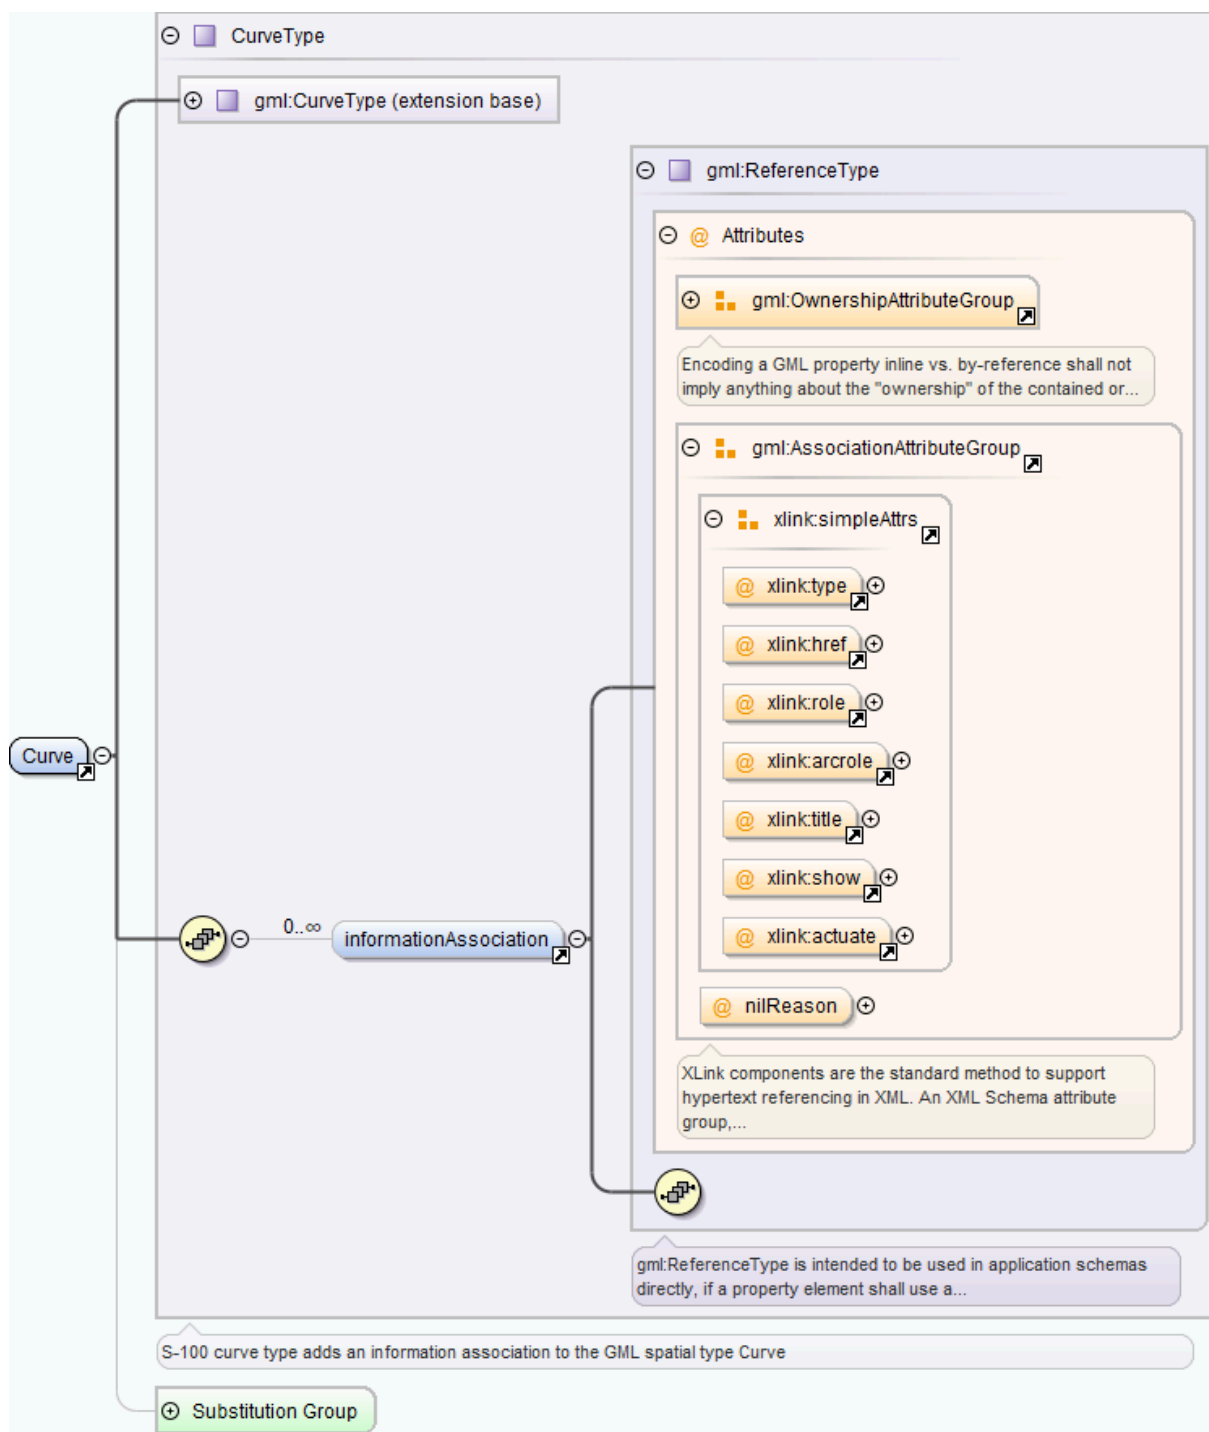 CurveType
gml:CurveType (extension base)
gml:ReferenceType
@ Attributes
gml:OwnershipAttributeGroup
Encoding a GML property inline vs. by-reference shall not
imply anything about the "ownership" of the contained or...
gml:AssociationAttributeGroup
xlink:simpleAttrs
@ xlink:type
@ xlink:href
@ xlink:role
@ xlink:arcrole
@ xlink:title
@ xlink:show
@ xlink:actuate
Curve
0..∞
informationAssociation
@ nilReason
XLink components are the standard method to support
hypertext referencing in XML. An XML Schema attribute
group,...
gml:ReferenceType is intended to be used in application schemas
directly, if a property element shall use a...
S-100 curve type adds an information association to the GML spatial type Curve
Substitution Group